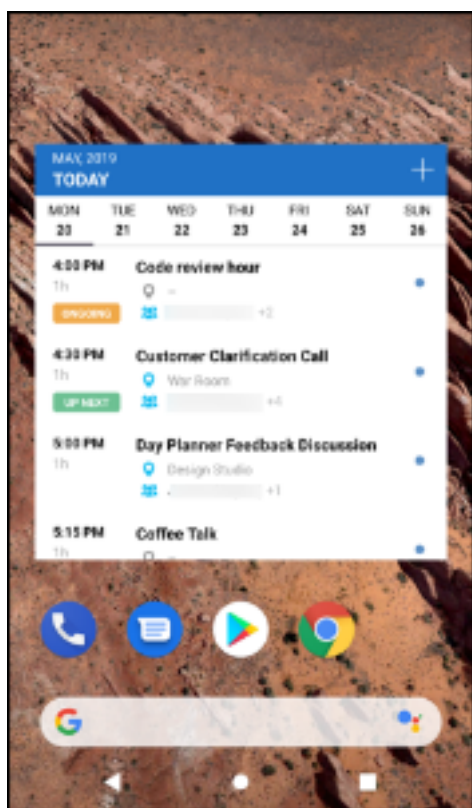 MAY, 2019
TODAY
MON TUE WED THU FRI SAT SUN
20 21 22 23 24 25 26
4:00 PM Code review hour
1h –
ONGOING +2
4:30 PM Customer Clarification Call
1h War Room
UP NEXT +4
5:00 PM Day Planner Feedback Discussion
1h Design Studio
+1
5:15 PM Coffee Talk
1h –
G